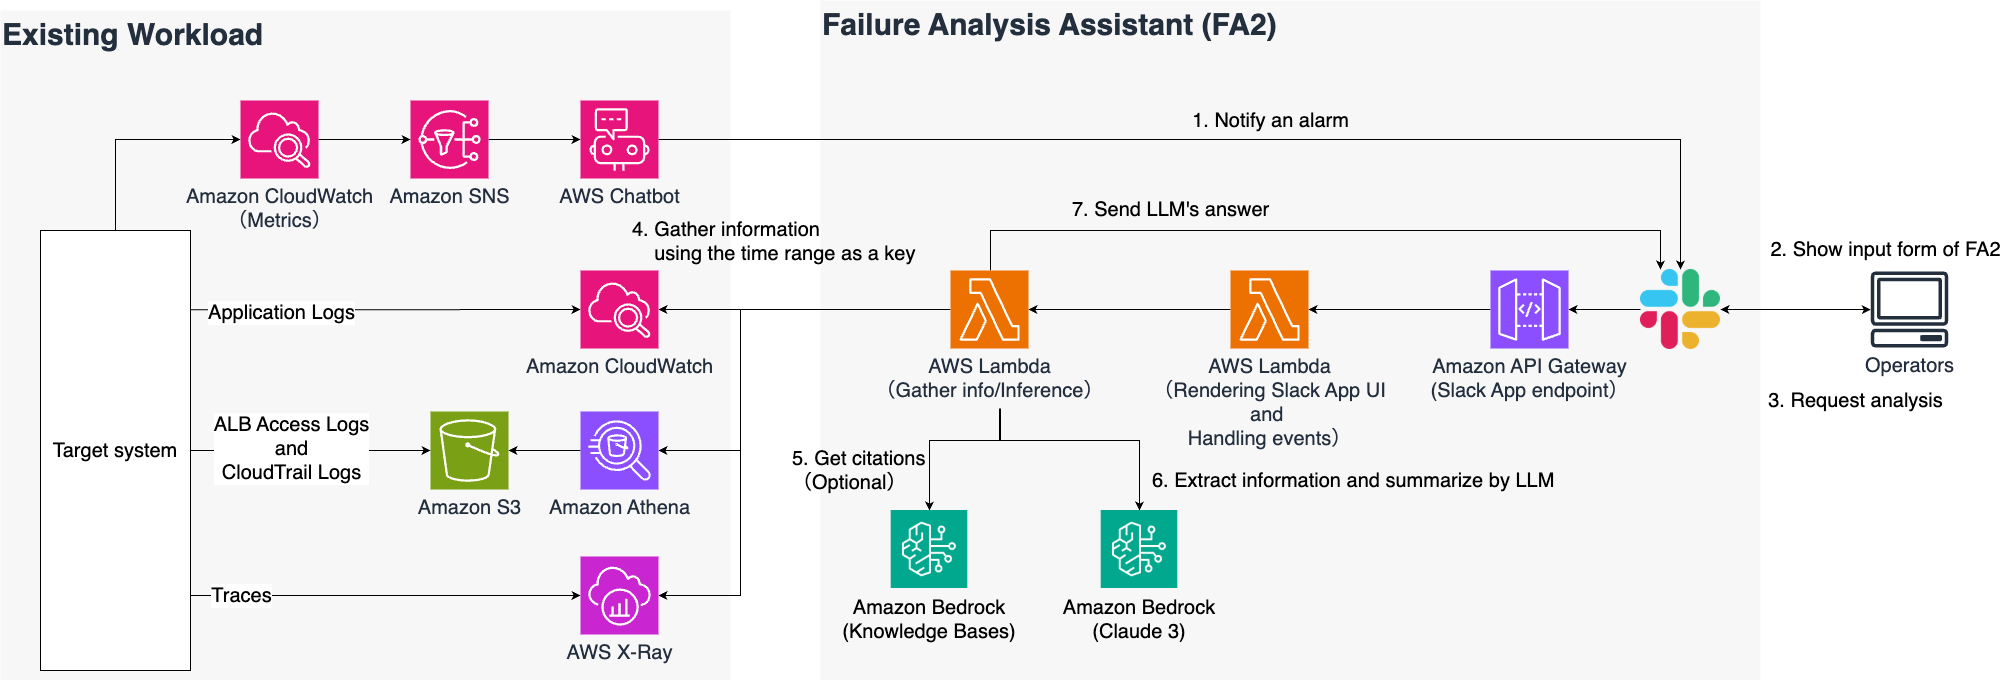 Existing Workload
Failure Analysis Assistant (FA2)
1. Notify an alarm
Amazon CloudWatch
（Metrics）
Amazon SNS
AWS Chatbot
7. Send LLM's answer
4. Gather information
using the time range as a key
2. Show input form of FA2
Application Logs
Amazon CloudWatch
AWS Lambda
（Gather info/Inference）
AWS Lambda
（Rendering Slack App UI
and
Handling events）
Amazon API Gateway
(Slack App endpoint）
Operators
3. Request analysis
Target system
ALB Access Logs
and
CloudTrail Logs
Amazon S3
Amazon Athena
5. Get citations
（Optional）
6. Extract information and summarize by LLM
Traces
AWS X-Ray
Amazon Bedrock
(Knowledge Bases)
Amazon Bedrock
(Claude 3)